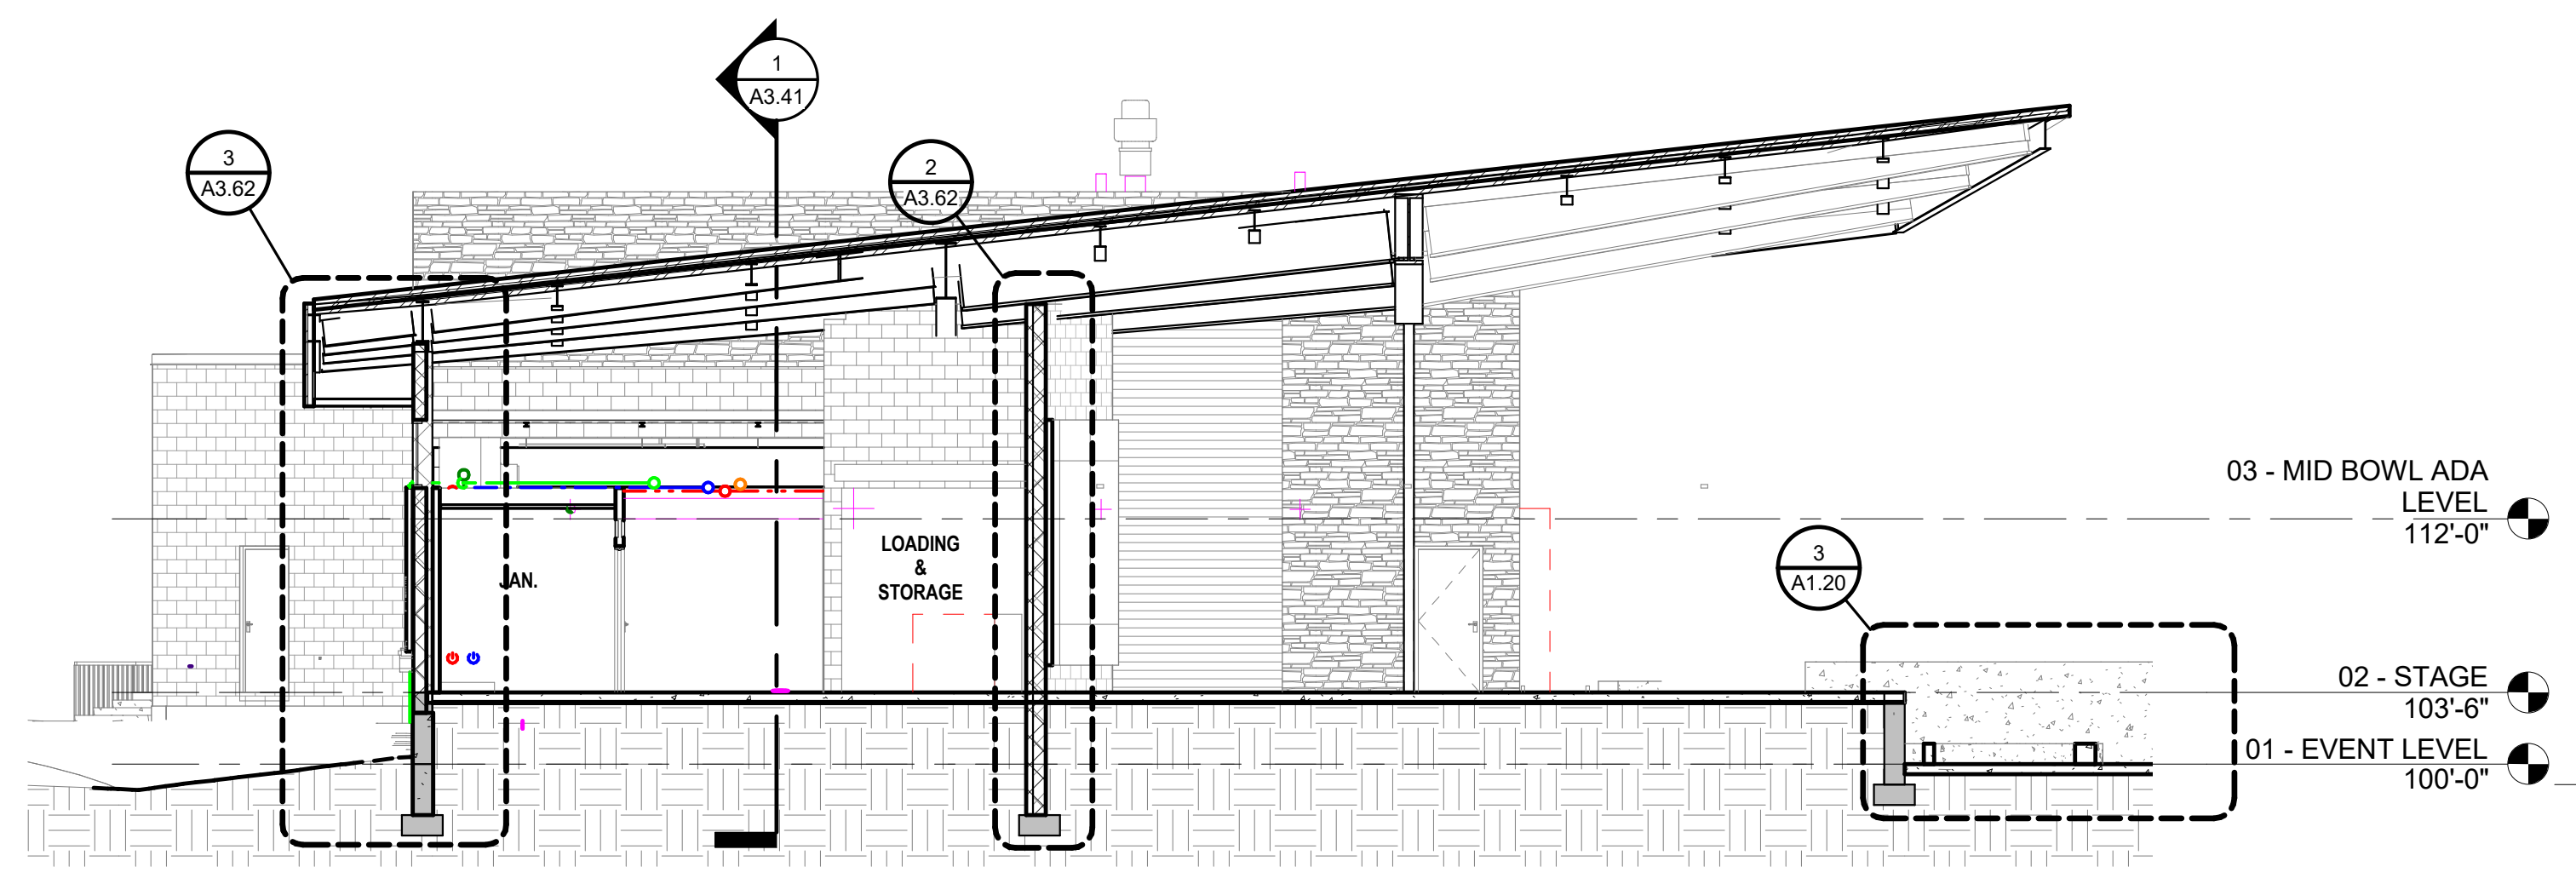 1
A3.41
3
A3.62
2
A3.62
LOADING
&
STORAGE
JAN.
03 - MID BOWL ADA
LEVEL
112'-0"
3
A1.20
02 - STAGE
103'-6"
01 - EVENT LEVEL
100'-0"